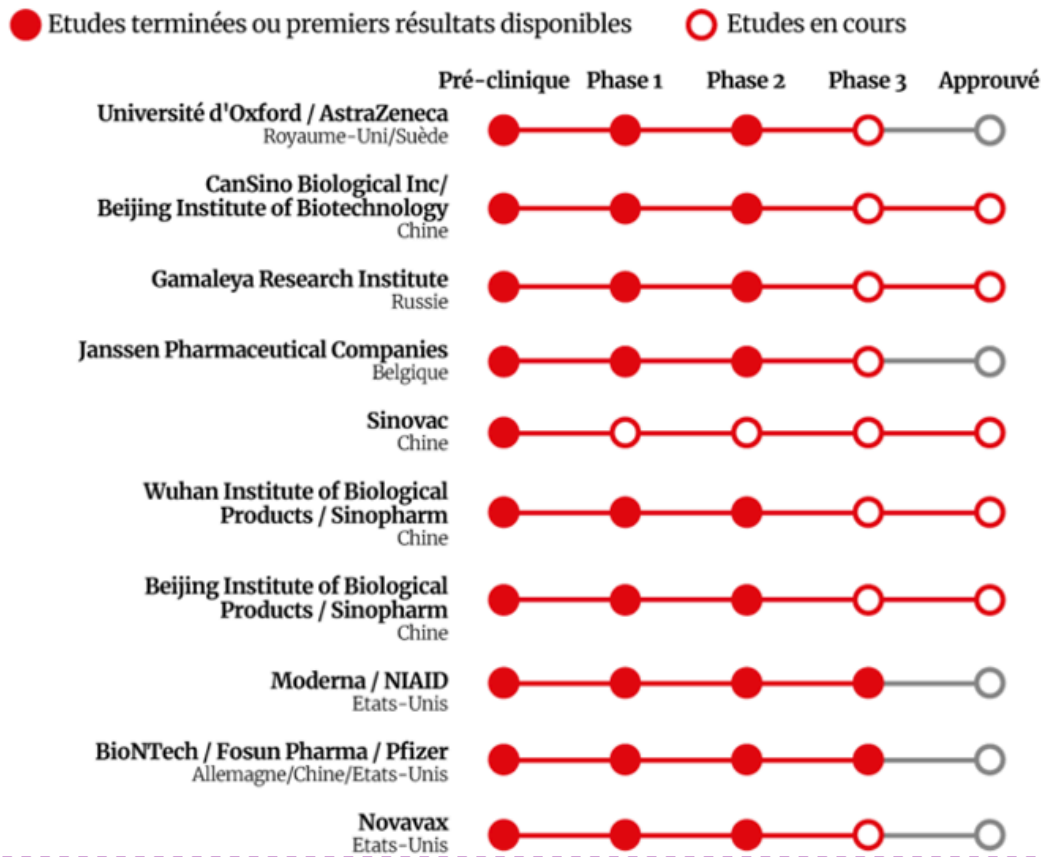 Etudes terminées ou premiers résultats disponibles Etudes en cours
Pré-clinique Phase 1 Phase 2 Phase 3 Approuvé
Université d'Oxford / AstraZeneca
Royaume-Uni/Suède
CanSino Biological Inc/
Beijing Institute of Biotechnology
Chine
Gamaleya Research Institute
Russie
Janssen Pharmaceutical Companies
Belgique
Sinovac
Chine
Wuhan Institute of Biological
Products / Sinopharm
Chine
Beijing Institute of Biological
Products / Sinopharm
Chine
Moderna / NIAID
Etats-Unis
BioNTech / Fosun Pharma / Pfizer
Allemagne/Chine/Etats-Unis
Novavax
Etats-Unis